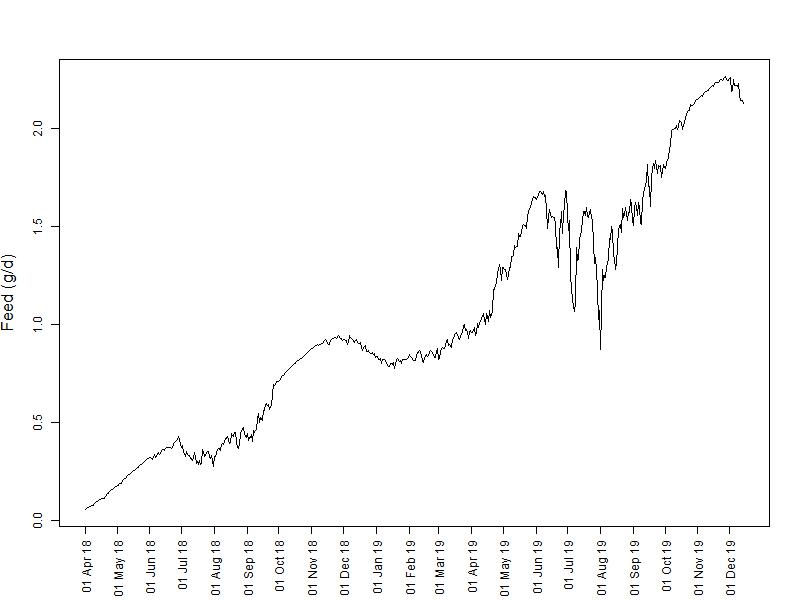 Feed (g/d)
2.0
1.5
1.0
0.5
0.0
01 Apr 18
01 May 18
01 Jun 18
01 Jul 18
01 Aug 18
01 Sep 18
01 Oct 18
01 Nov 18
01 Dec 18
01 Jan 19
01 Feb 19
01 Mar 19
01 Apr 19
01 May 19
01 Jun 19
01 Jul 19
01 Aug 19
01 Sep 19
01 Oct 19
01 Nov 19
01 Dec 19